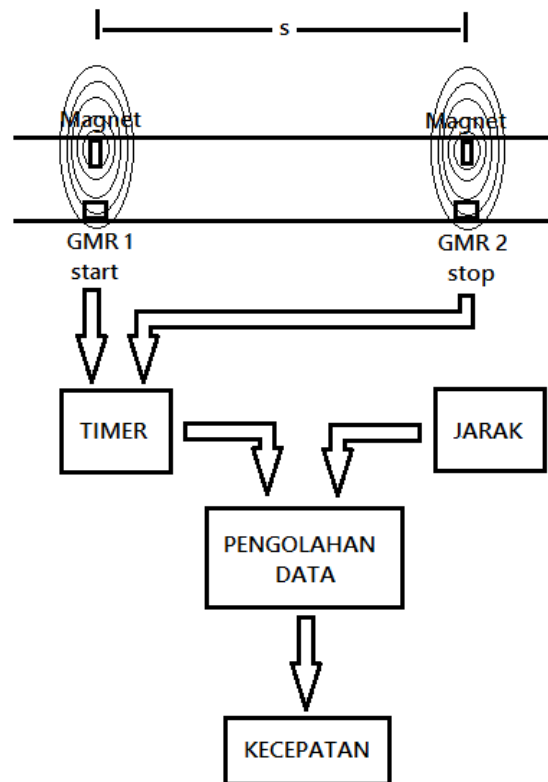 s
Magnet
Magnet
GMR 1
start
GMR 2
stop
TIMER
JARAK
PENGOLAHAN
DATA
KECEPATAN